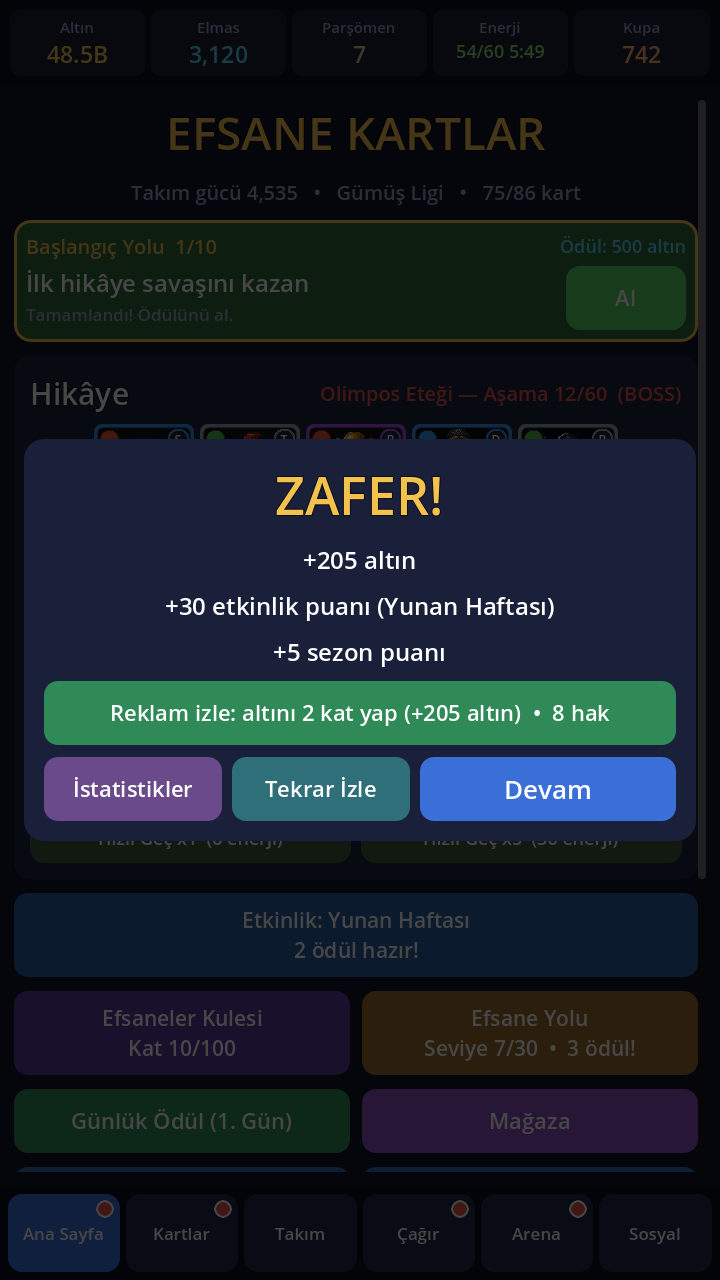 Altın
Elmas
Parşömen
Enerji
Kupa
48.5B
3,120
7
54/60 5:49
742
EFSANE KARTLAR
Takım gücü 4,535 • Gümüş Ligi • 75/86 kart
Başlangıç Yolu 1/10
Ödül: 500 altın
İlk hikâye savaşını kazan
Al
Tamamlandı! Ödülünü al.
Hikâye
Olimpos Eteği — Aşama 12/60 (BOSS)
ZAFER!
+205 altın
+30 etkinlik puanı (Yunan Haftası)
+5 sezon puanı
Reklam izle: altını 2 kat yap (+205 altın) • 8 hak
İstatistikler
Tekrar İzle
Devam
Etkinlik: Yunan Haftası
2 ödül hazır!
Efsaneler Kulesi
Kat 10/100
Efsane Yolu
Seviye 7/30 • 3 ödül!
Günlük Ödül (1. Gün)
Mağaza
Ana Sayfa
Kartlar
Takım
Çağır
Arena
Sosyal